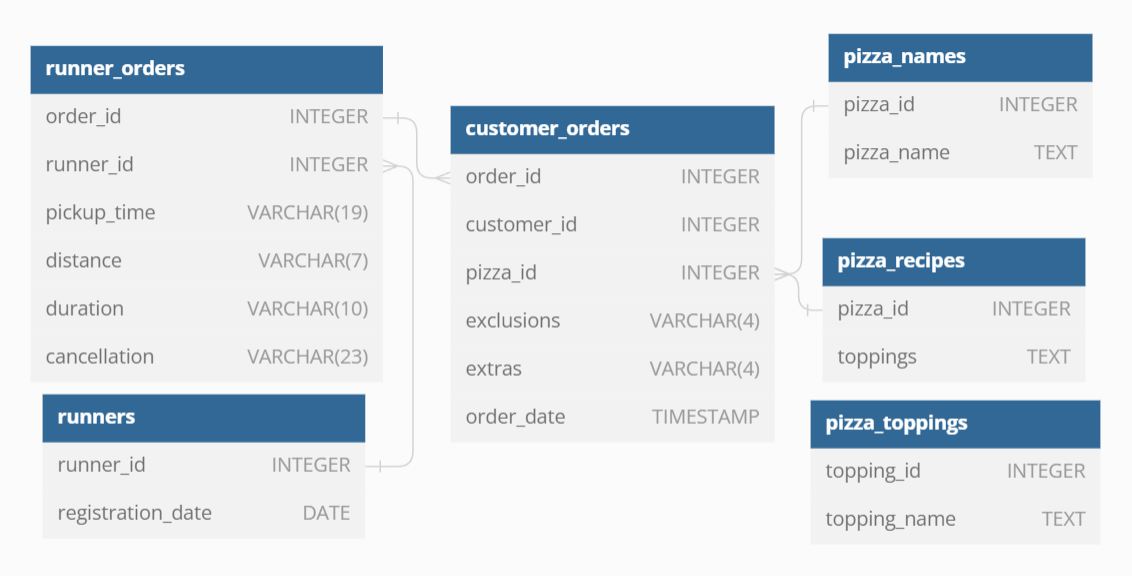 runner_orders
order_id INTEGER
runner_id INTEGER
pickup_time VARCHAR(19)
distance VARCHAR(7)
duration VARCHAR(10)
cancellation VARCHAR(23)
runners
runner_id INTEGER
registration_date DATE
customer_orders
order_id INTEGER
customer_id INTEGER
pizza_id INTEGER
exclusions VARCHAR(4)
extras VARCHAR(4)
order_date TIMESTAMP
pizza_names
pizza_id INTEGER
pizza_name TEXT
pizza_recipes
pizza_id INTEGER
toppings TEXT
pizza_toppings
topping_id INTEGER
topping_name TEXT